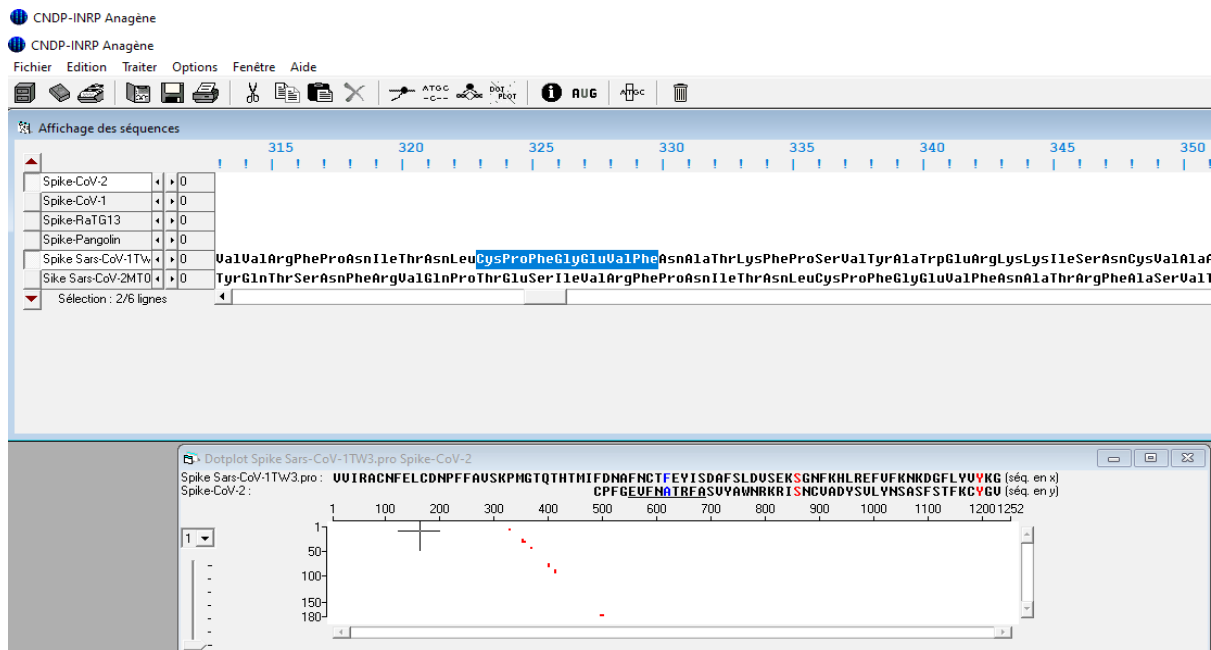 CNDP-INRP Anagène
CNDP-INRP Anagène
Fichier Edition Traiter Options Fenêtre Aide
ATGC -C-- DOT PLOT AUG
Affichage des séquences
315 320 325 330 335 340 345 350
Spike-CoV-2 0
Spike-CoV-1 0
Spike-RaTG13 0
Spike-Pangolin 0
Spike Sars-CoV-1TW 0 ValValArgPheProAsnIleThrAsnLeuCysProPheGlyGluValPheAsnAlaThrLysPheProSerValTyrAlaTrpGluArgLysLysIleSerAsnCysValAlaA
Sike Sars-CoV-2MT0 0 TyrGlnThrSerAsnPheArgValGlnProThrGluSerIleValArgPheProAsnIleThrAsnLeuCysProPheGlyGluValPheAsnAlaThrArgPheAlaSerValT
Sélection : 2/6 lignes
Dotplot Spike Sars-CoV-1TW3.pro Spike-CoV-2
Spike Sars-CoV-1TW3.pro : VVIRACNFELCDNPFFAVSKPMGTQTHTMIFDNAFNCTFEYISDAFSLDVSEKSGNFKHLREFVFKNKDGFLYVYKG (séq. en x)
Spike-CoV-2 : CPFGEVFNATRFASVYAWNRKRISNCVADYSVLYNSASFSTFKCYGV (séq. en y)
1 100 200 300 400 500 600 700 800 900 1000 1100 1200 1252
1
1
50
100
150
180